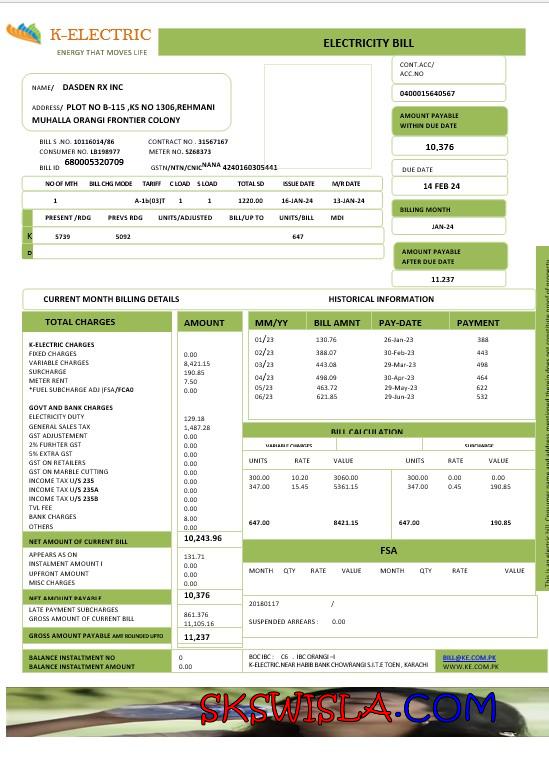 K-ELECTRIC
ENERGY THAT MOVES LIFE
ELECTRICITY BILL
CONT.ACC/
ACC.NO
0400015640567
NAME/ DASDEN RX INC
ADDRESS/ PLOT NO B-115 ,KS NO 1306,REHMANI
MUHALLA ORANGI FRONTIER COLONY
AMOUNT PAYABLE
WITHIN DUE DATE
10,376
BILL S .NO. 10116014/86 CONTRACT NO . 31567167
CONSUMER NO. LB198977 METER NO. SZ68373
BILL ID 680005320709 GSTN/NTN/CNIC NANA 4240160305441
DUE DATE
14 FEB 24
NO OF MTH BILL CHG MODE TARIFF C LOAD S LOAD TOTAL SD ISSUE DATE M/R DATE
1 A-1b(03)T 1 1 1220.00 16-JAN-24 13-JAN-24
BILLING MONTH
JAN-24
PRESENT /RDG PREVS RDG UNITS/ADJUSTED BILL/UP TO UNITS/BILL MDI
K 5739 5092 647
D
AMOUNT PAYABLE
AFTER DUE DATE
11.237
CURRENT MONTH BILLING DETAILS HISTORICAL INFORMATION
TOTAL CHARGES AMOUNT
K-ELECTRIC CHARGES
FIXED CHARGES 0.00
VARIABLE CHARGES 8,421.15
SURCHARGE 190.85
METER RENT 7.50
*FUEL SUBCHARGE ADJ (FSA/FCA0 0.00
GOVT AND BANK CHARGES
ELECTRICITY DUTY 129.18
GENERAL SALES TAX 1,487.28
GST ADJUSTEMENT 0.00
2% FURHTER GST 0.00
5% EXTRA GST 0.00
GST ON RETAILERS 0.00
GST ON MARBLE CUTTING 0.00
INCOME TAX U/S 235 0.00
INCOME TAX U/S 235A 0.00
INCOME TAX U/S 235B 0.00
TVL FEE 0.00
BANK CHARGES 8.00
OTHERS 0.00
NET AMOUNT OF CURRENT BILL 10,243.96
APPEARS AS ON 131.71
INSTALMENT AMOUNT I 0.00
UPFRONT AMOUNT 0.00
MISC CHARGES 0.00
NET AMOUNT PAYABLE 10,376
LATE PAYMENT SUBCHARGES 861.376
GROSS AMOUNT OF CURRENT BILL 11,105.16
GROSS AMOUNT PAYABLE AMT ROUNDED UPTO 11,237
BALANCE INSTALTMENT NO 0
BALANCE INSTALTMENT AMOUNT 0.00
MM/YY BILL AMNT PAY-DATE PAYMENT
01/23 130.76 26-Jan-23 388
02/23 388.07 30-Feb-23 443
03/23 443.08 29-Mar-23 498
04/23 498.09 30-Apr-23 464
05/23 463.72 29-May-23 622
06/23 621.85 29-Jun-23 532
BILL CALCULATION
VARIABLE CHARGES SURCHARGE
UNITS RATE VALUE UNITS RATE VALUE
300.00 10.20 3060.00 300.00 0.00 0.00
347.00 15.45 5361.15 347.00 0.45 190.85
647.00 8421.15 647.00 190.85
FSA
MONTH QTY RATE VALUE MONTH QTY RATE VALUE
20180117 /
SUSPENDED ARREARS : 0.00
BOC IBC : C6 . IBC ORANGI –I
K-ELECTRIC.NEAR HABIB BANK CHOWRANGI S.I.T.E TOEN , KARACHI
BILL@KE.COM.PK
WWW.KE.COM.PK
SKSWISLA.COM